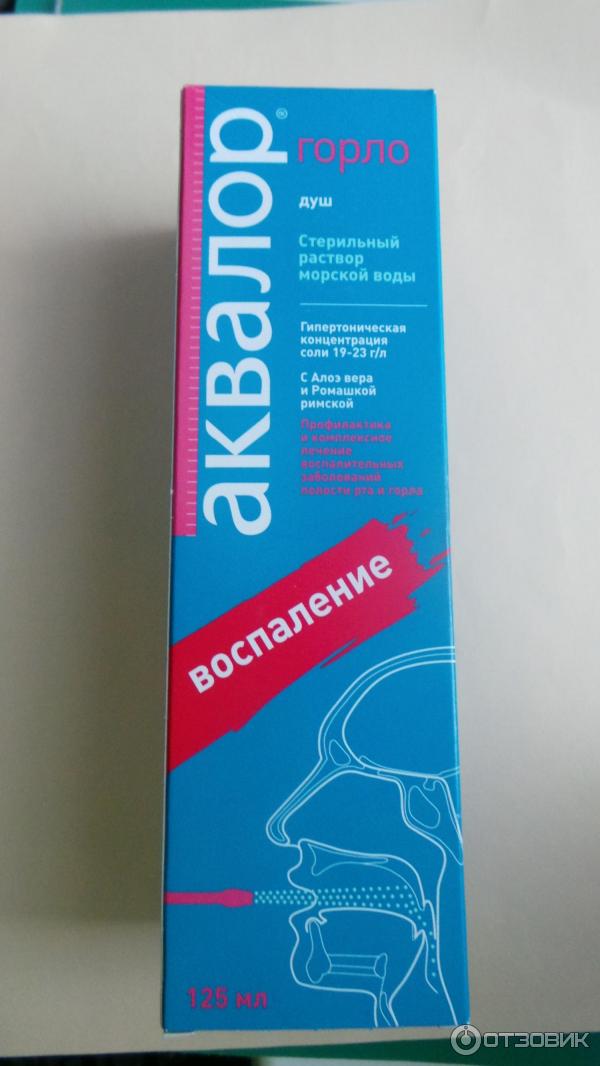 аквалор®
горло
душ
Стерильный
раствор
морской воды
Гипертоническая
концентрация
соли 19-23 г/л
С Алоэ вера
и Ромашкой
римской
Профилактика
и комплексное
лечение
воспалительных
заболеваний
полости рта и горла
воспаление
125 мл
ОТЗОВИК